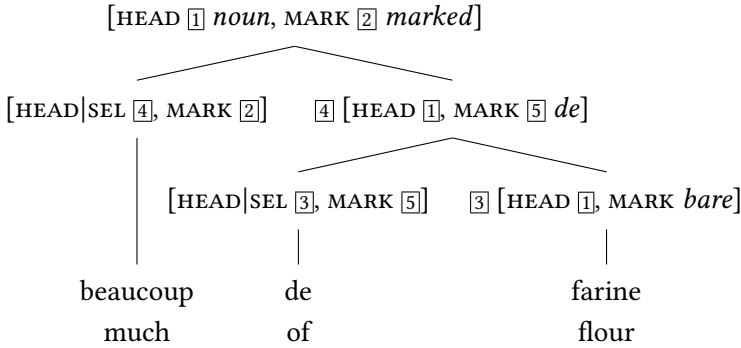 [HEAD 1 noun, MARK 2 marked]
[HEAD|SEL 4, MARK 2] 4 [HEAD 1, MARK 5 de]
[HEAD|SEL 3, MARK 5] 3 [HEAD 1, MARK bare]
beaucoup de farine
much of flour